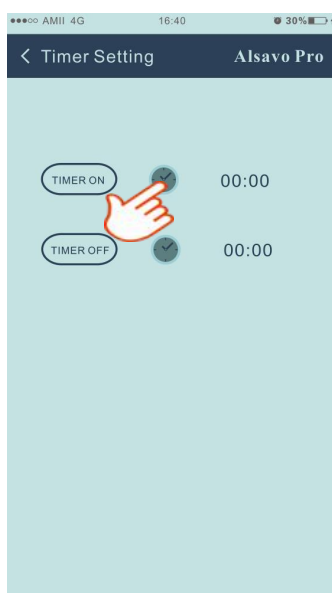 AMII 4G 16:40 30%
Timer Setting Alsavo Pro
TIMER ON 00:00
TIMER OFF 00:00